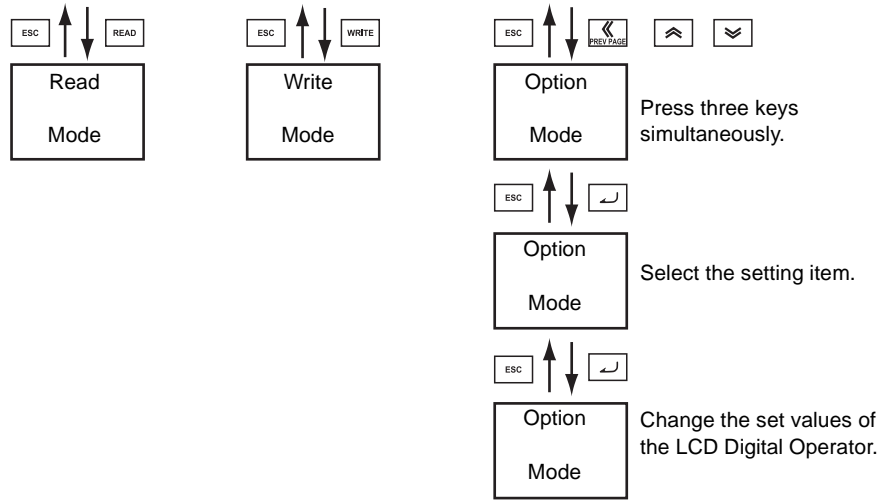 ESC READ
Read
Mode
ESC WRITE
Write
Mode
ESC PREV PAGE
Option
Mode
Press three keys
simultaneously.
ESC
Option
Mode
Select the setting item.
ESC
Option
Mode
Change the set values of
the LCD Digital Operator.